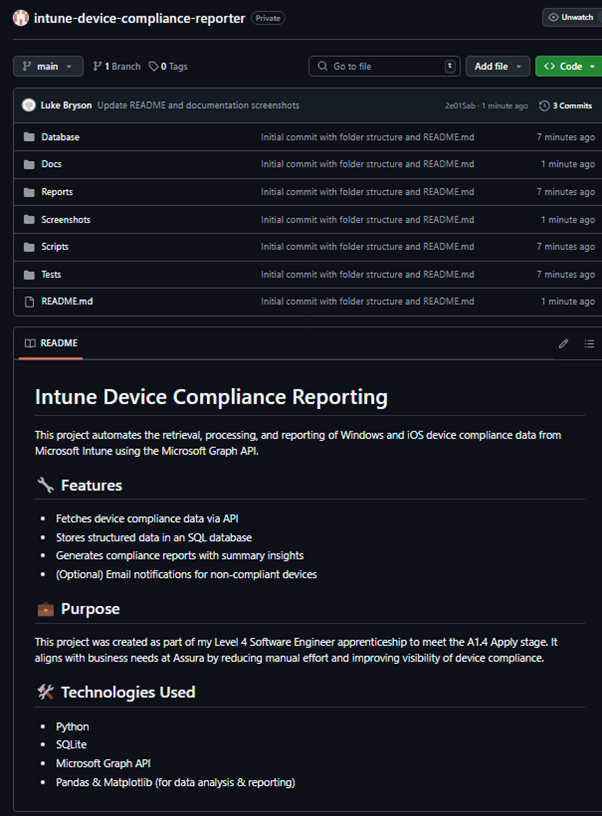 intune-device-compliance-reporter Private
Unwatch
main 1 Branch 0 Tags Go to file t Add file Code
Luke Bryson Update README and documentation screenshots 2e015ab · 1 minute ago 3 Commits
Database Initial commit with folder structure and README.md 7 minutes ago
Docs Initial commit with folder structure and README.md 1 minute ago
Reports Initial commit with folder structure and README.md 7 minutes ago
Screenshots Initial commit with folder structure and README.md 1 minute ago
Scripts Initial commit with folder structure and README.md 7 minutes ago
Tests Initial commit with folder structure and README.md 7 minutes ago
README.md Initial commit with folder structure and README.md 1 minute ago
README
Intune Device Compliance Reporting
This project automates the retrieval, processing, and reporting of Windows and iOS device compliance data from
Microsoft Intune using the Microsoft Graph API.
Features
• Fetches device compliance data via API
• Stores structured data in an SQL database
• Generates compliance reports with summary insights
• (Optional) Email notifications for non-compliant devices
Purpose
This project was created as part of my Level 4 Software Engineer apprenticeship to meet the A1.4 Apply stage. It
aligns with business needs at Assura by reducing manual effort and improving visibility of device compliance.
Technologies Used
• Python
• SQLite
• Microsoft Graph API
• Pandas & Matplotlib (for data analysis & reporting)